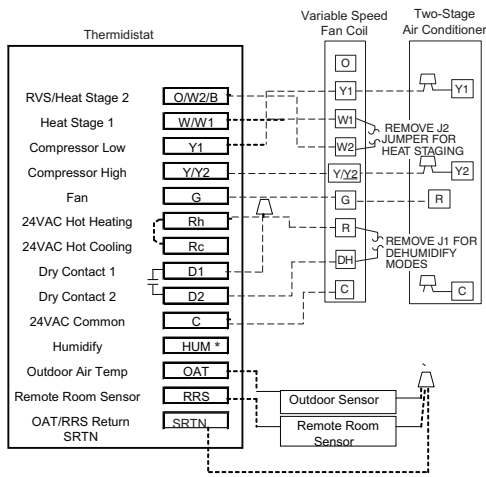 Variable Speed
Fan Coil
Two-Stage
Air Conditioner
Thermidistat
RVS/Heat Stage 2 O/W2/B
Heat Stage 1 W/W1
Compressor Low Y1
Compressor High Y/Y2
Fan G
24VAC Hot Heating Rh
24VAC Hot Cooling Rc
Dry Contact 1 D1
Dry Contact 2 D2
24VAC Common C
Humidify HUM *
Outdoor Air Temp OAT
Remote Room Sensor RRS
OAT/RRS Return
SRTN
SRTN
O
Y1
W1
W2
Y/Y2
G
R
DH
C
REMOVE J2
JUMPER FOR
HEAT STAGING
REMOVE J1 FOR
DEHUMIDIFY
MODES
Y1
Y2
R
C
Outdoor Sensor
Remote Room
Sensor